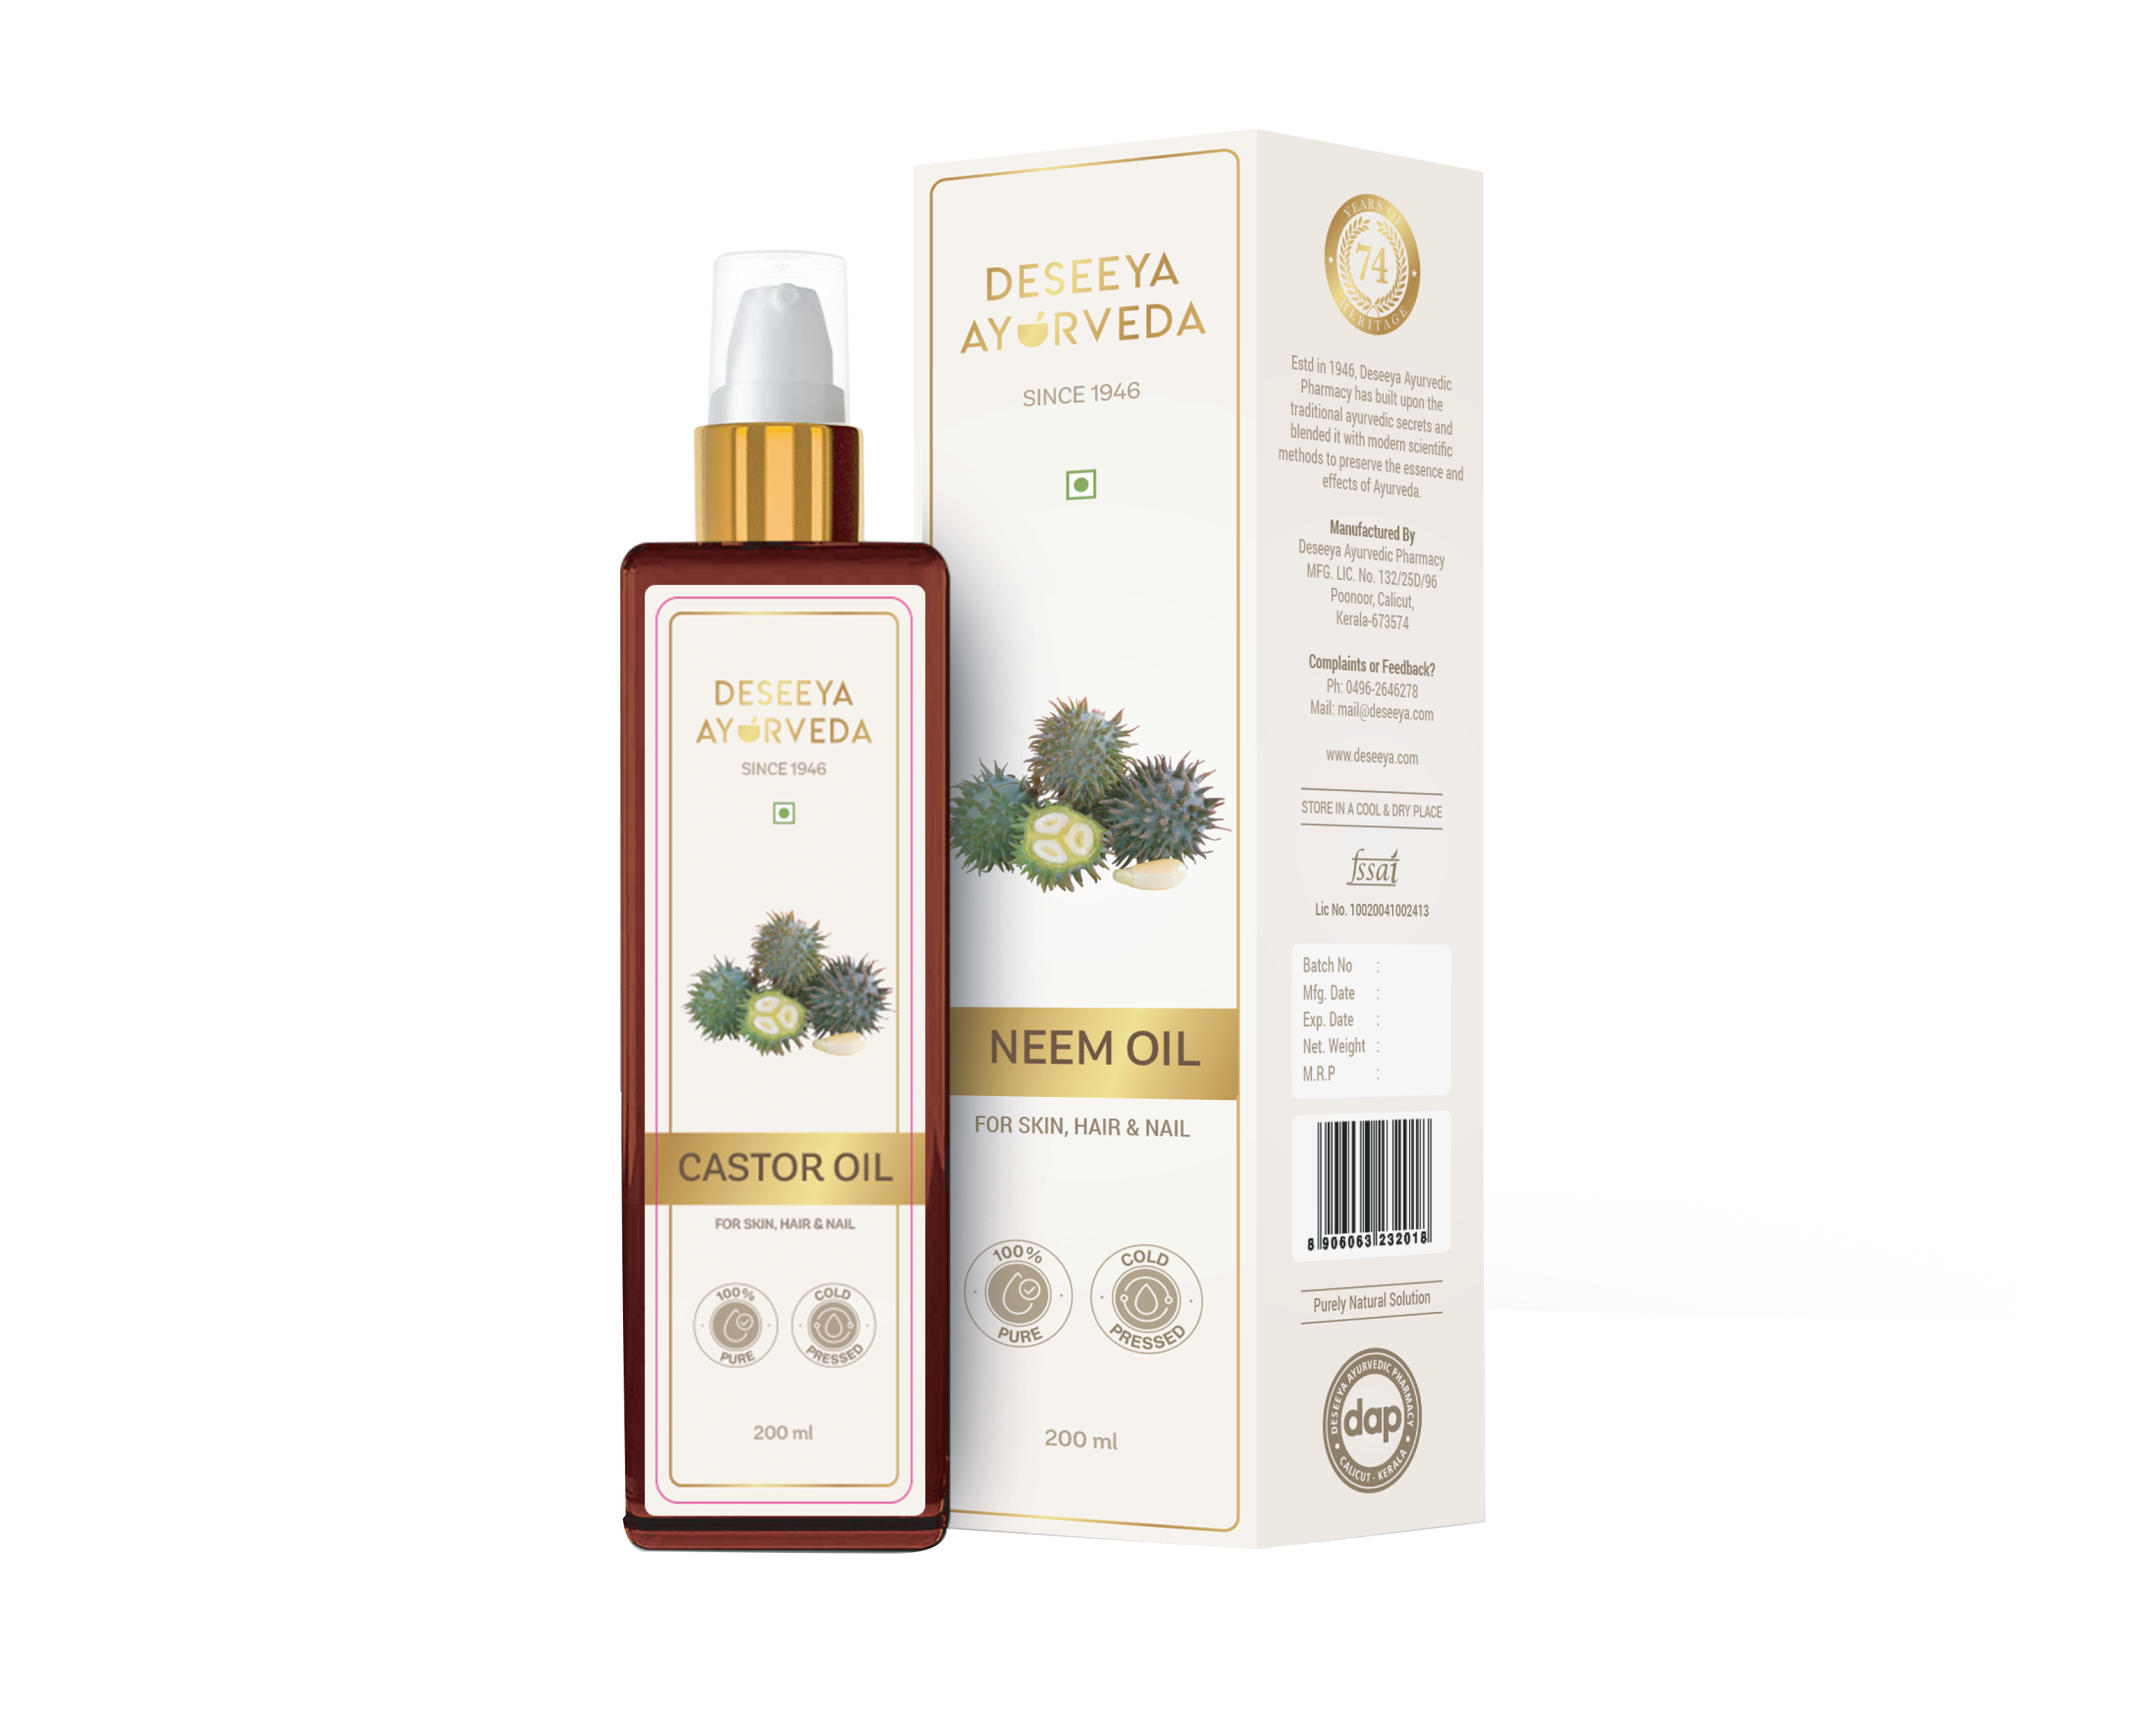 DESEEYA
AYURVEDA
SINCE 1946
CASTOR OIL
FOR SKIN, HAIR & NAIL
100%
PURE
COLD
PRESSED
200 ml
DESEEYA
AYURVEDA
SINCE 1946
NEEM OIL
FOR SKIN, HAIR & NAIL
100%
PURE
COLD
PRESSED
200 ml
YEARS OF
74
HERITAGE
Estd in 1946, Deseeya Ayurvedic
Pharmacy has built upon the
traditional ayurvedic secrets and
blended it with modern scientific
methods to preserve the essence and
effects of Ayurveda.
Manufactured By
Deseeya Ayurvedic Pharmacy
MFG. LIC. No. 132/25D/96
Poonoor, Calicut,
Kerala-673574
Complaints or Feedback?
Ph: 0496-2646278
Mail: mail@deseeya.com
www.deseeya.com
STORE IN A COOL & DRY PLACE
fssai
Lic No. 10020041002413
Batch No :
Mfg. Date :
Exp. Date :
Net. Weight :
M.R.P :
8 906063 232018
Purely Natural Solution
DESEEYA AYURVEDIC PHARMACY
dap
CALICUT - KERALA